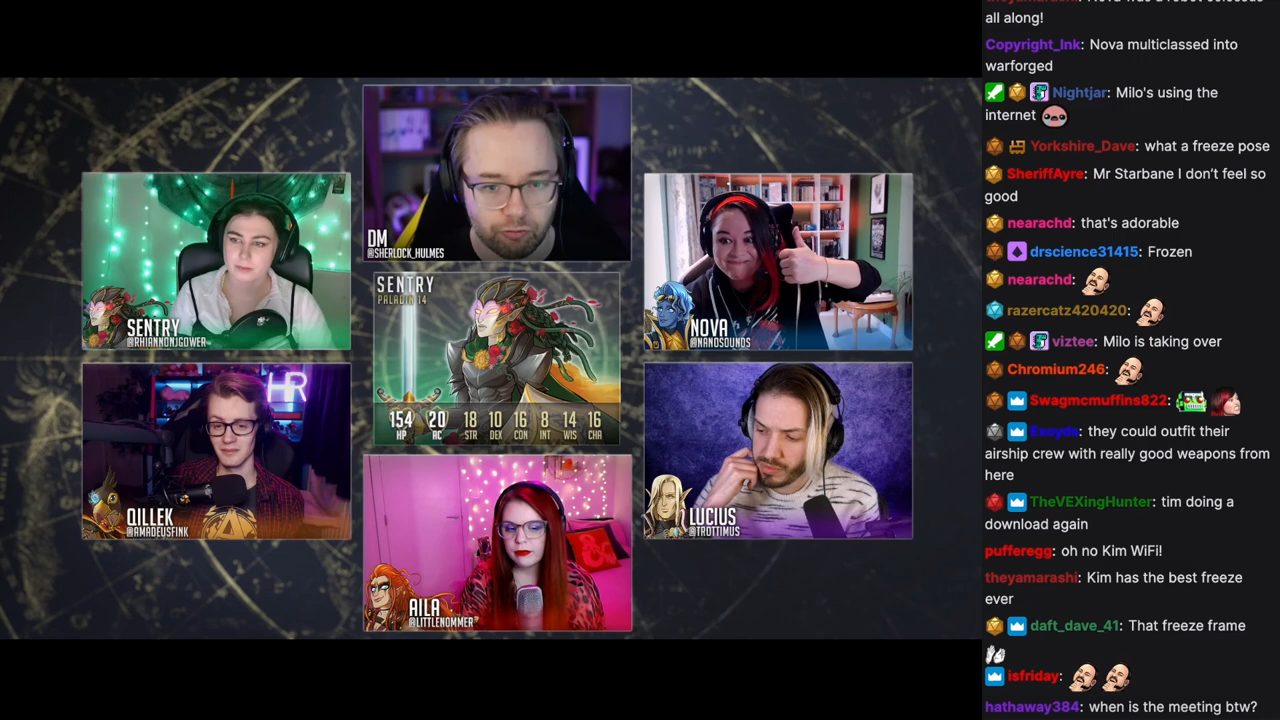 DM
@SHERLOCK_HULMES
SENTRY
@RHIANNONJGOWER
SENTRY
PALADIN 14
154 20 18 10 16 8 14 16
HP AC STR DEX CON INT WIS CHA
NOVA
@NANOSOUNDS
HR
QILLEK
@AMADEUSFINK
LUCIUS
@TROTTIMUS
AILA
@LITTLENOMMER
all along!
Copyright_Ink: Nova multiclassed into
warforged
Nightjar: Milo's using the
internet
Yorkshire_Dave: what a freeze pose
SheriffAyre: Mr Starbane I don't feel so
good
nearachd: that's adorable
drscience31415: Frozen
nearachd:
razercatz420420:
viztee: Milo is taking over
Chromium246:
Swagmcmuffins822:
they could outfit their
airship crew with really good weapons from
here
TheVEXingHunter: tim doing a
download again
pufferegg: oh no Kim WiFi!
theyamarashi: Kim has the best freeze
ever
daft_dave_41: That freeze frame
isfriday:
hathaway384: when is the meeting btw?